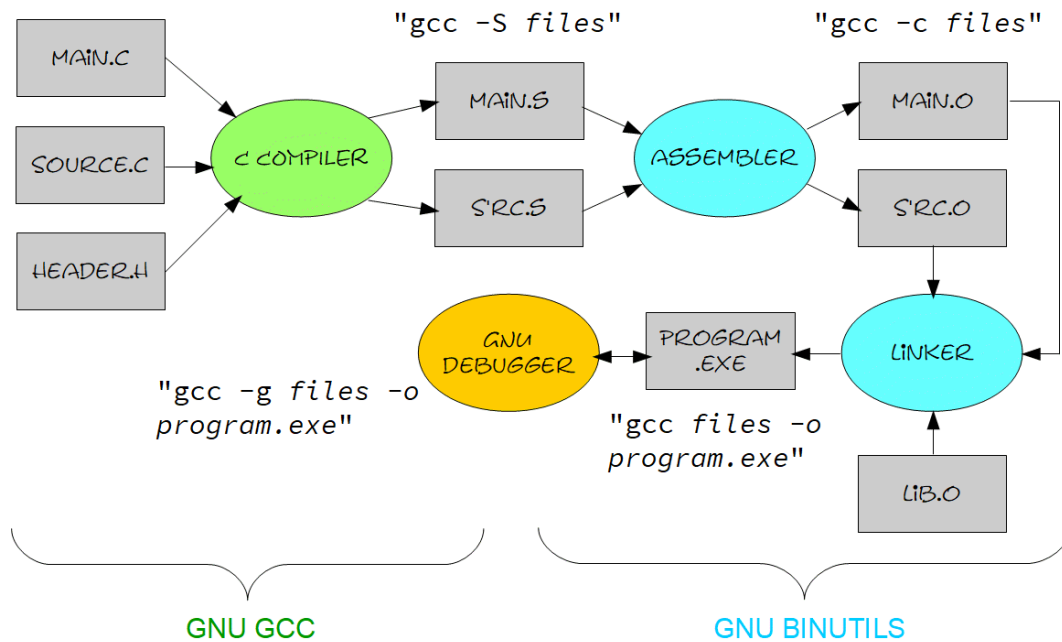 "gcc -S files"
"gcc -c files"
MAIN.C
MAIN.S
MAIN.O
SOURCE.C
C COMPILER
ASSEMBLER
SRC.S
SRC.O
HEADER.H
GNU
DEBUGGER
PROGRAM
.EXE
LINKER
"gcc -g files -o
program.exe"
"gcc files -o
program.exe"
LIB.O
GNU GCC
GNU BINUTILS